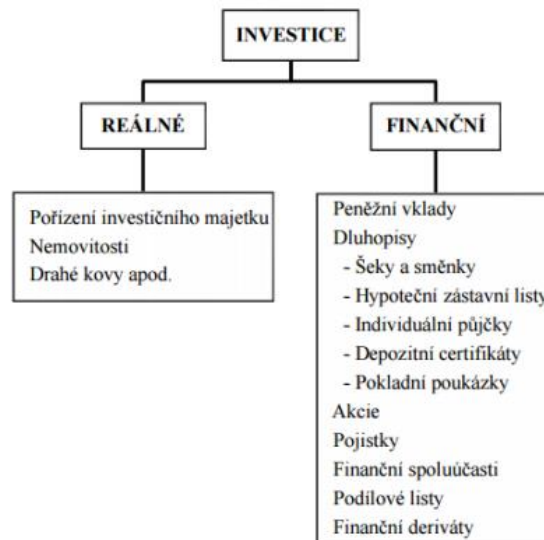 INVESTICE
REÁLNÉ
FINANČNÍ
Pořízení investičního majetku
Nemovitosti
Drahé kovy apod.
Peněžní vklady
Dluhopisy
- Šeky a směnky
- Hypoteční zástavní listy
- Individuální půjčky
- Depozitní certifikáty
- Pokladní poukázky
Akcie
Pojistky
Finanční spoluúčasti
Podílové listy
Finanční deriváty